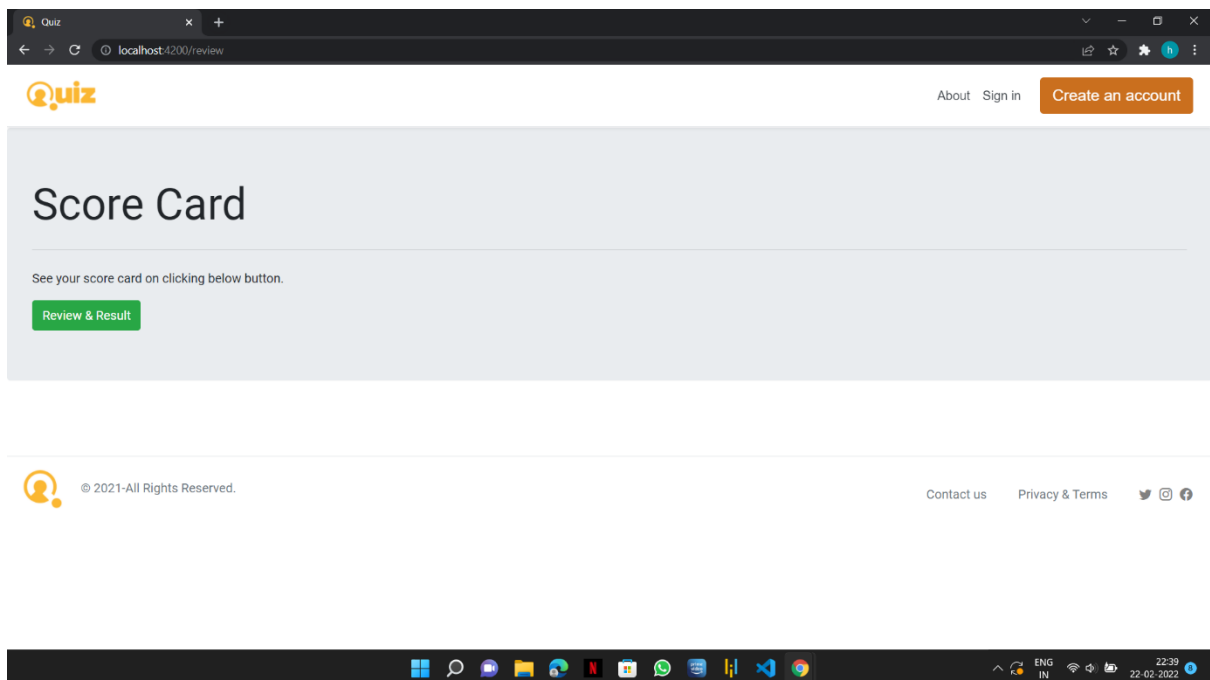 Quiz
localhost:4200/review
h
Quiz
About Sign in Create an account
Score Card
See your score card on clicking below button.
Review & Result
© 2021-All Rights Reserved.
Contact us Privacy & Terms
N
ENG
IN
22:39
22-02-2022
8